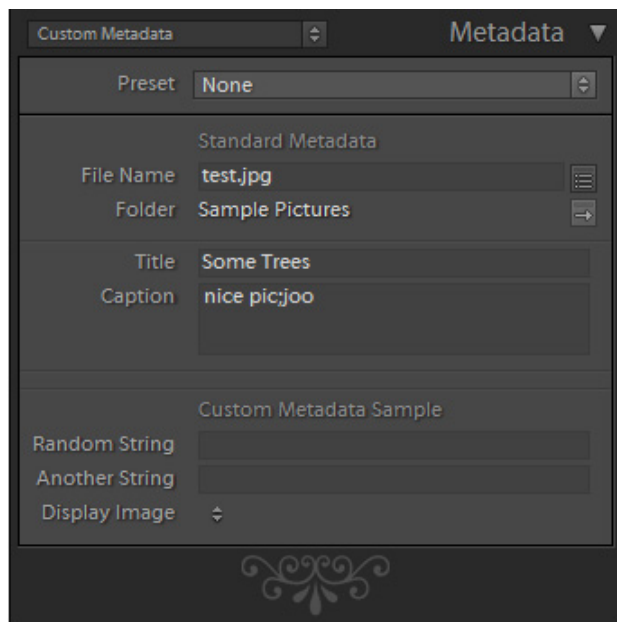 Custom Metadata Metadata
Preset None
Standard Metadata
File Name test.jpg
Folder Sample Pictures
Title Some Trees
Caption nice pic;joo
Custom Metadata Sample
Random String
Another String
Display Image